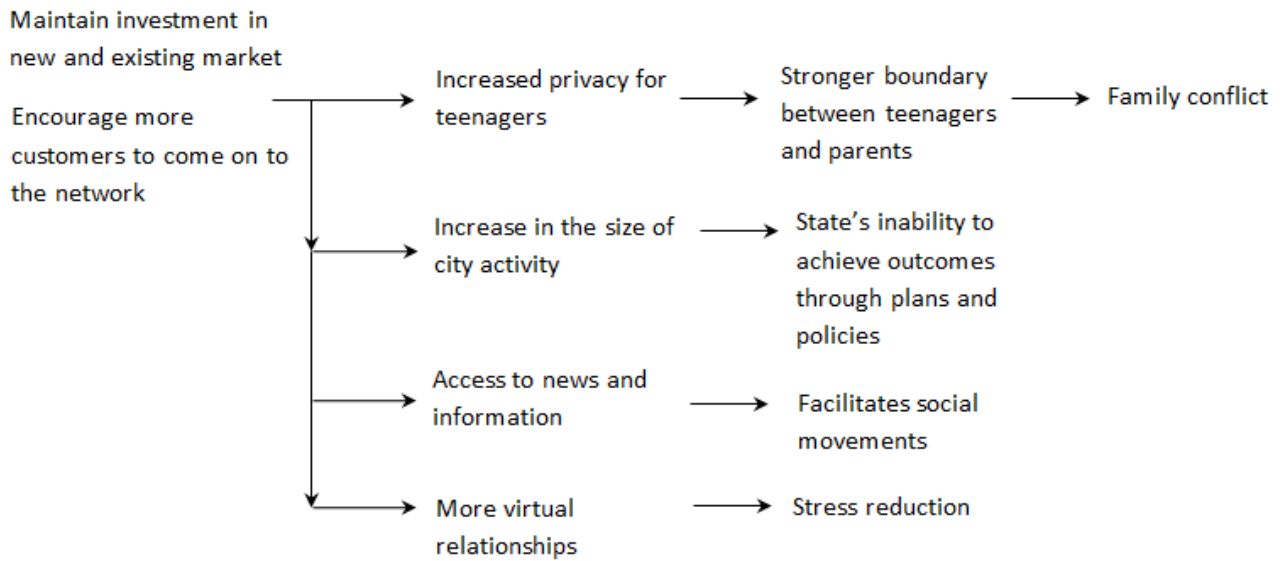 Maintain investment in
new and existing market
Encourage more
customers to come on to
the network
Increased privacy for
teenagers
Stronger boundary
between teenagers
and parents
Family conflict
Increase in the size of
city activity
State’s inability to
achieve outcomes
through plans and
policies
Access to news and
information
Facilitates social
movements
More virtual
relationships
Stress reduction